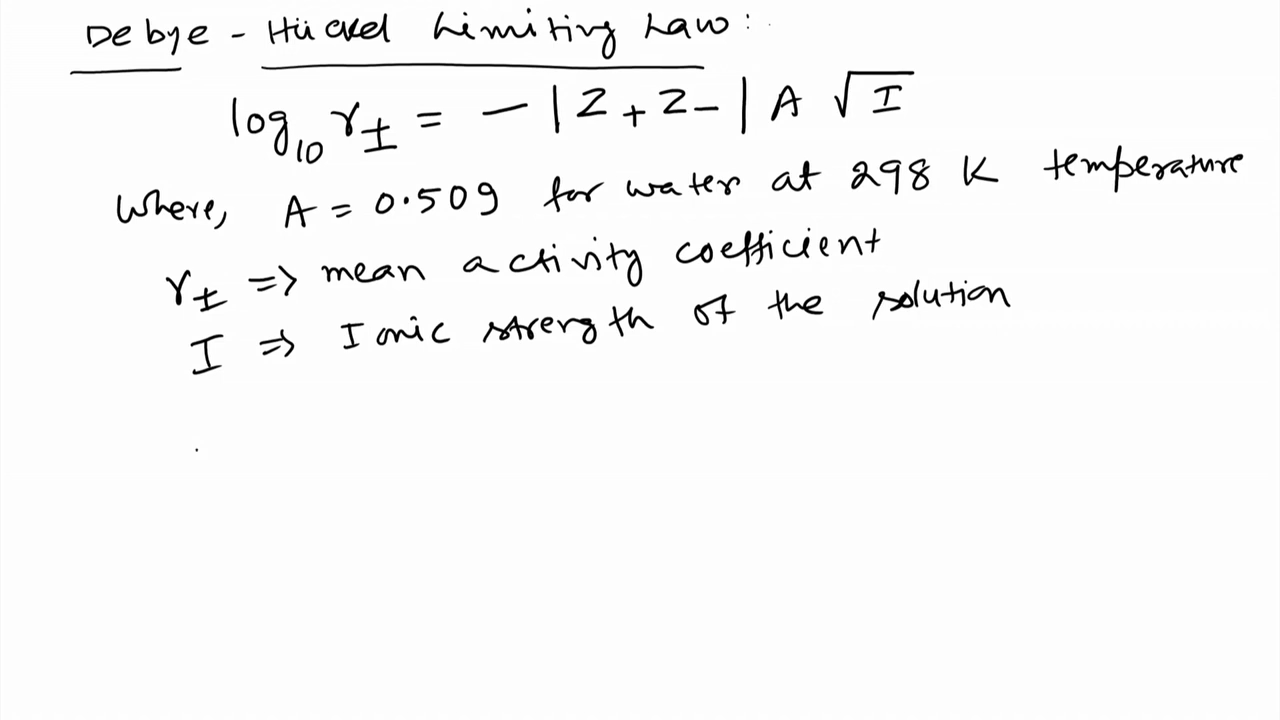 Debye - Hückel Limiting Law:
log₁₀ γ± = - |Z+ Z-| A √I
Where, A = 0.509 for water at 298 K temperature
γ± => mean activity coefficient
I => Ionic strength of the solution